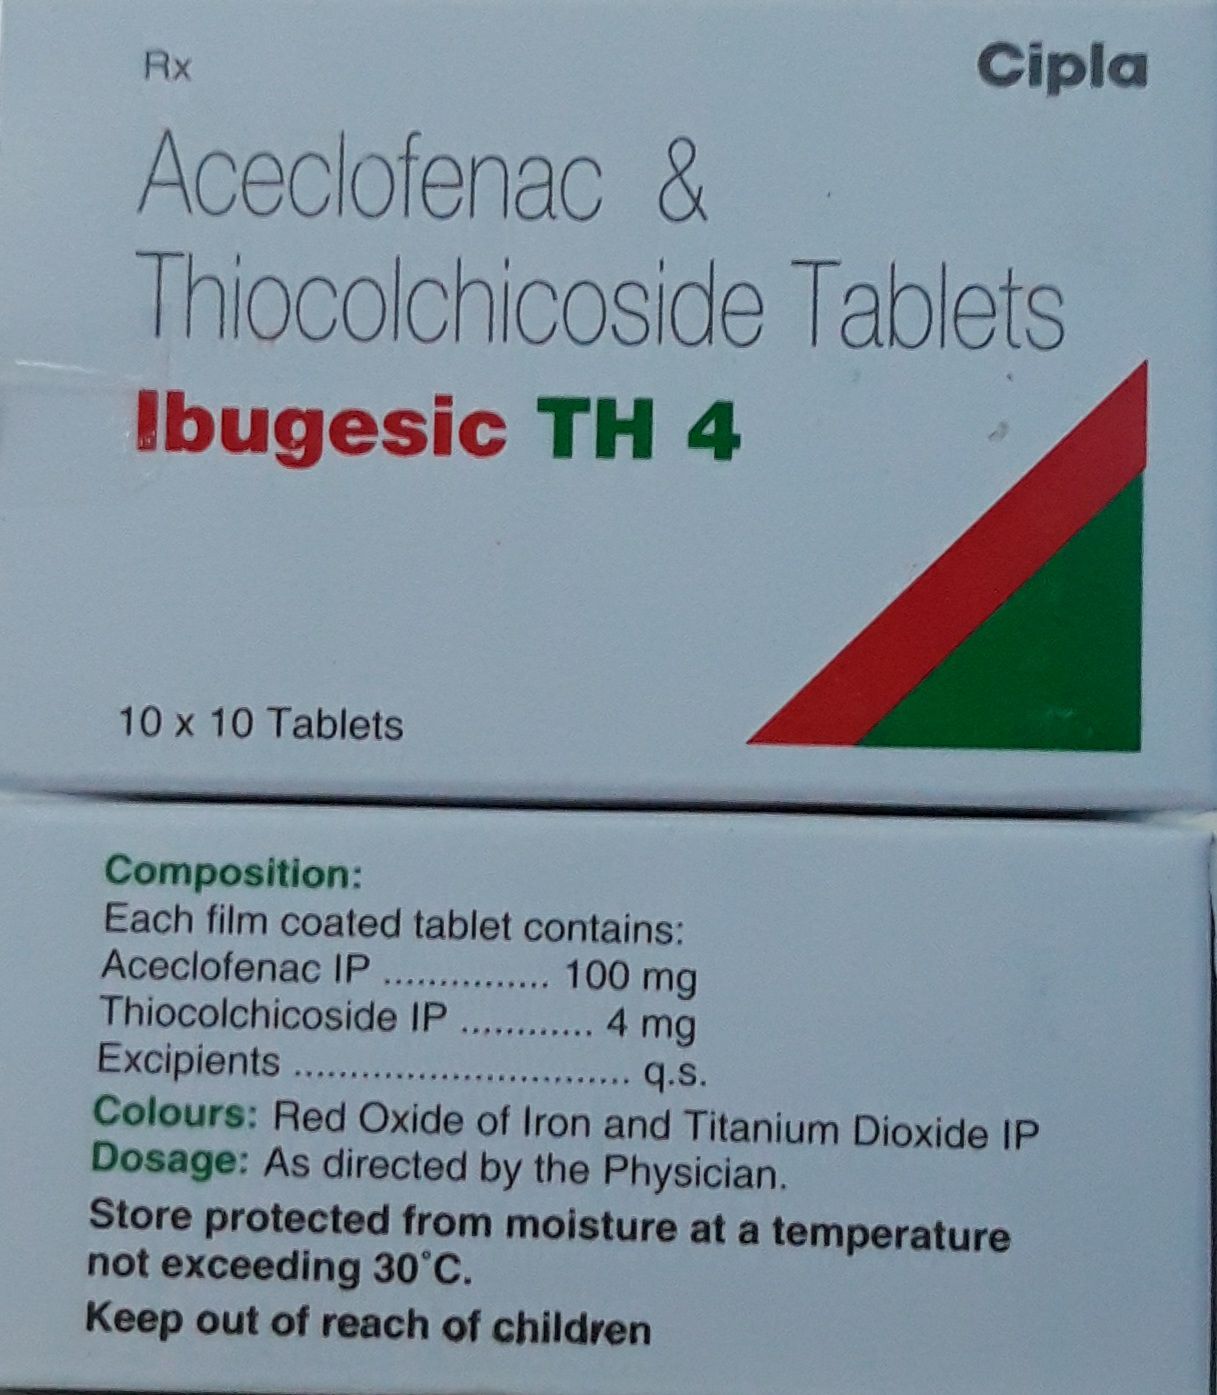 Rx
Cipla
Aceclofenac &
Thiocolchicoside Tablets
Ibugesic TH 4
10 x 10 Tablets
Composition:
Each film coated tablet contains:
Aceclofenac IP ............... 100 mg
Thiocolchicoside IP ............ 4 mg
Excipients .............................. q.s.
Colours: Red Oxide of Iron and Titanium Dioxide IP
Dosage: As directed by the Physician.
Store protected from moisture at a temperature
not exceeding 30°C.
Keep out of reach of children